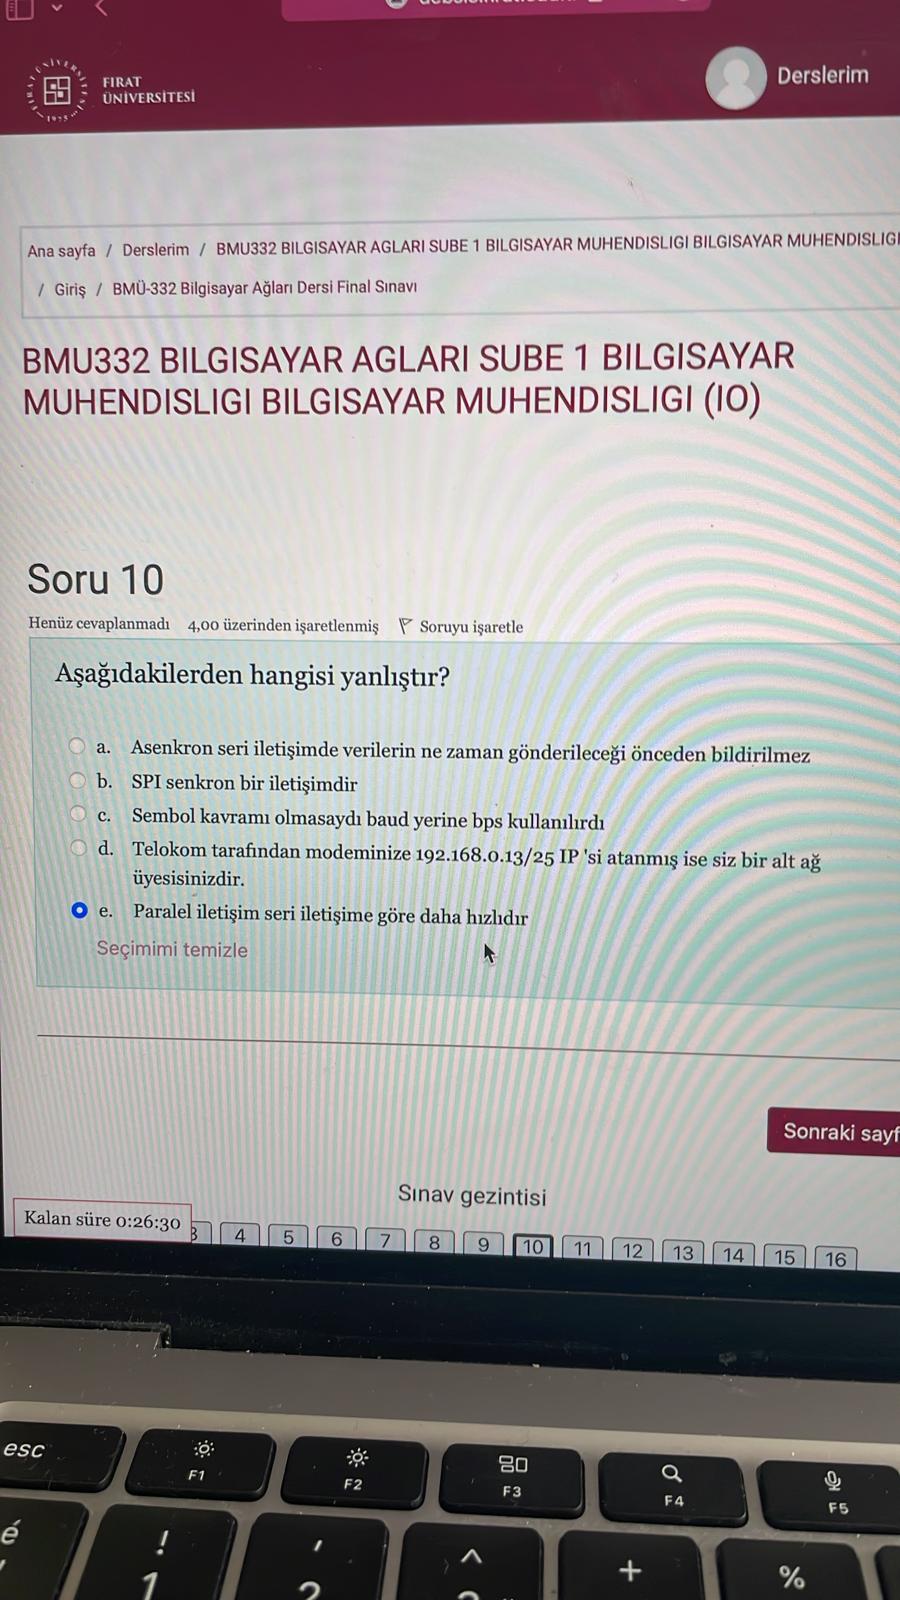 FIRAT
ÜNİVERSİTESİ
Derslerim
Ana sayfa / Derslerim / BMU332 BILGISAYAR AGLARI SUBE 1 BILGISAYAR MUHENDISLIGI BILGISAYAR MUHENDISLIGI
/ Giriş / BMÜ-332 Bilgisayar Ağları Dersi Final Sınavı
BMU332 BILGISAYAR AGLARI SUBE 1 BILGISAYAR
MUHENDISLIGI BILGISAYAR MUHENDISLIGI (IO)
Soru 10
Henüz cevaplanmadı 4,00 üzerinden işaretlenmiş Soruyu işaretle
Aşağıdakilerden hangisi yanlıştır?
a. Asenkron seri iletişimde verilerin ne zaman gönderileceği önceden bildirilmez
b. SPI senkron bir iletişimdir
c. Sembol kavramı olmasaydı baud yerine bps kullanılırdı
d. Telokom tarafından modeminize 192.168.0.13/25 IP 'si atanmış ise siz bir alt ağ
üyesisinizdir.
e. Paralel iletişim seri iletişime göre daha hızlıdır
Seçimimi temizle
Sonraki sayf
Sınav gezintisi
Kalan süre 0:26:30
3 4 5 6 7 8 9 10 11 12 13 14 15 16
esc
F1
F2
F3
F4
F5
é
! 1
' 2
^
+
%